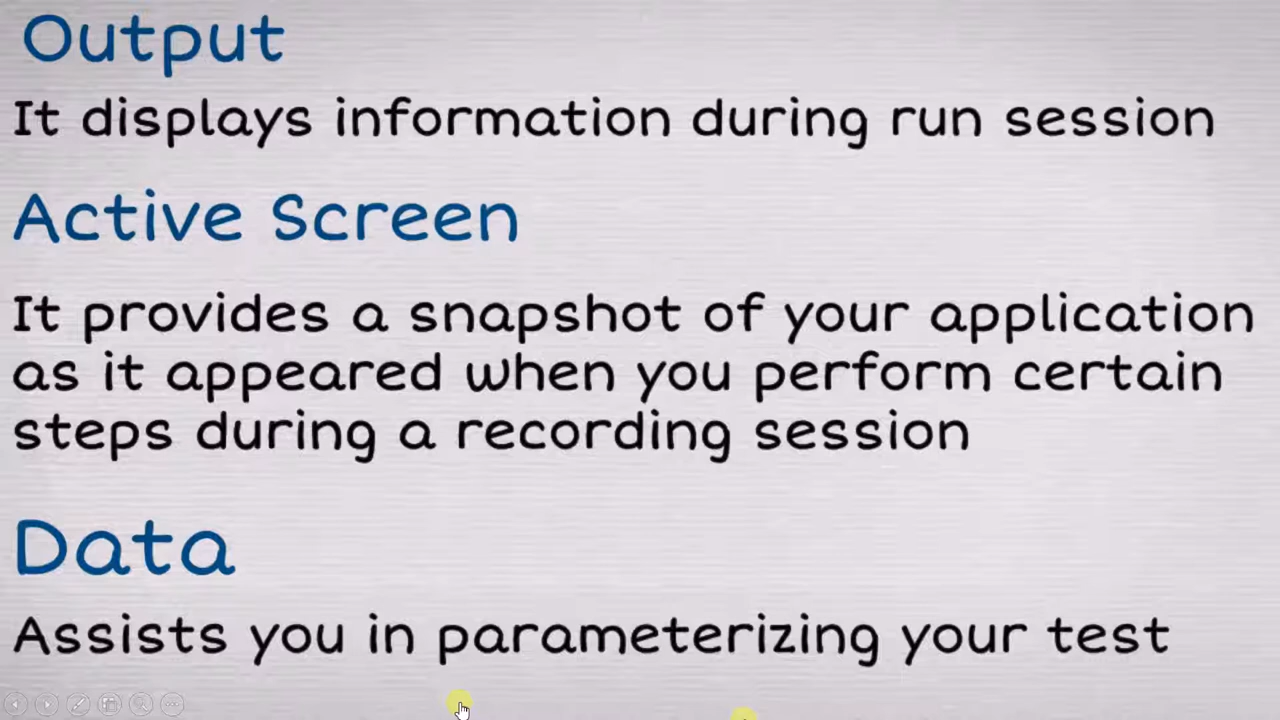 Output
It displays information during run session
Active Screen
It provides a snapshot of your application
as it appeared when you perform certain
steps during a recording session
Data
Assists you in parameterizing your test